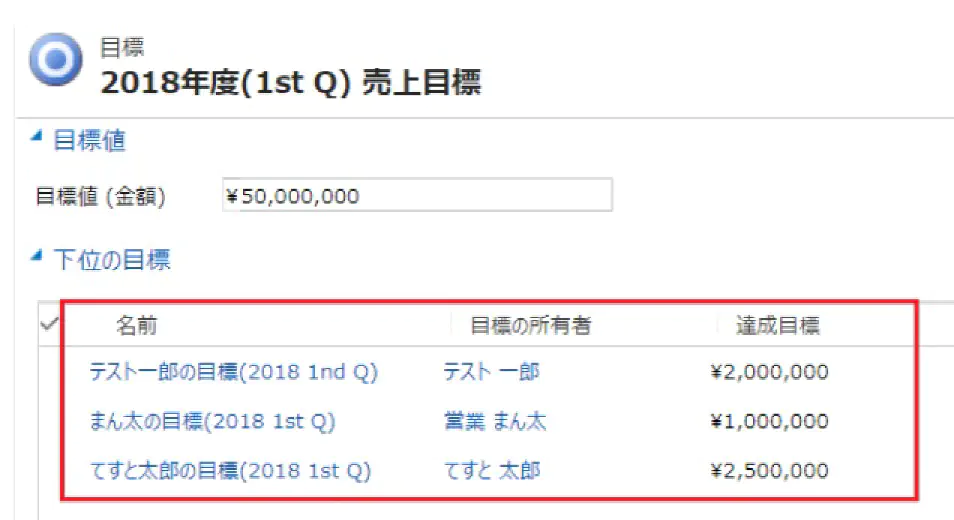 目標
2018年度(1st Q) 売上目標
目標値
目標値 (金額) ¥50,000,000
下位の目標
名前 目標の所有者 達成目標
テスト一郎の目標(2018 1nd Q) テスト 一郎 ¥2,000,000
まん太の目標(2018 1st Q) 営業 まん太 ¥1,000,000
てすと太郎の目標(2018 1st Q) てすと 太郎 ¥2,500,000